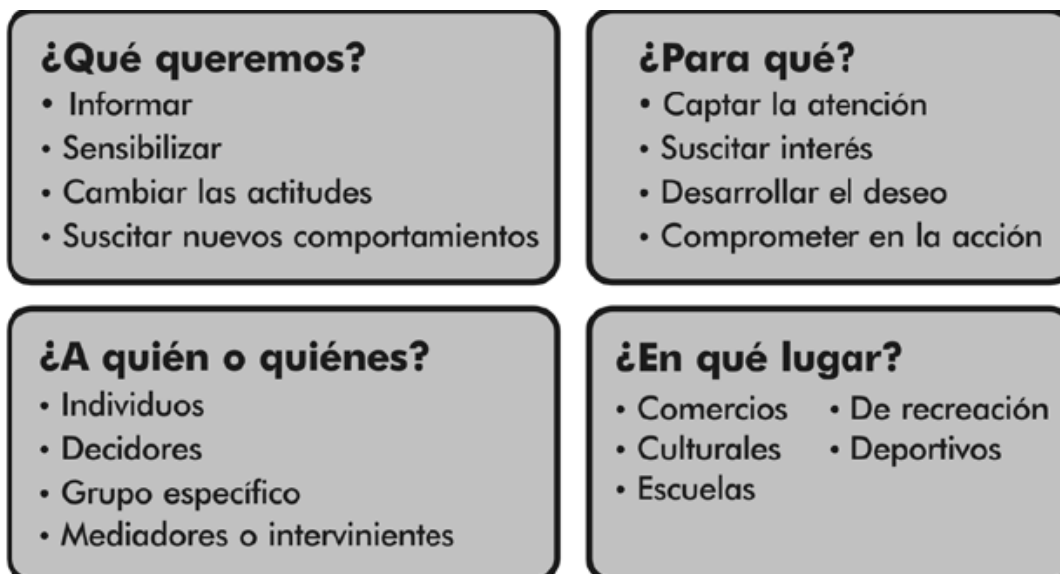 ¿Qué queremos?
• Informar
• Sensibilizar
• Cambiar las actitudes
• Suscitar nuevos comportamientos
¿Para qué?
• Captar la atención
• Suscitar interés
• Desarrollar el deseo
• Comprometer en la acción
¿A quién o quiénes?
• Individuos
• Decidores
• Grupo específico
• Mediadores o intervinientes
¿En qué lugar?
• Comercios • De recreación
• Culturales • Deportivos
• Escuelas